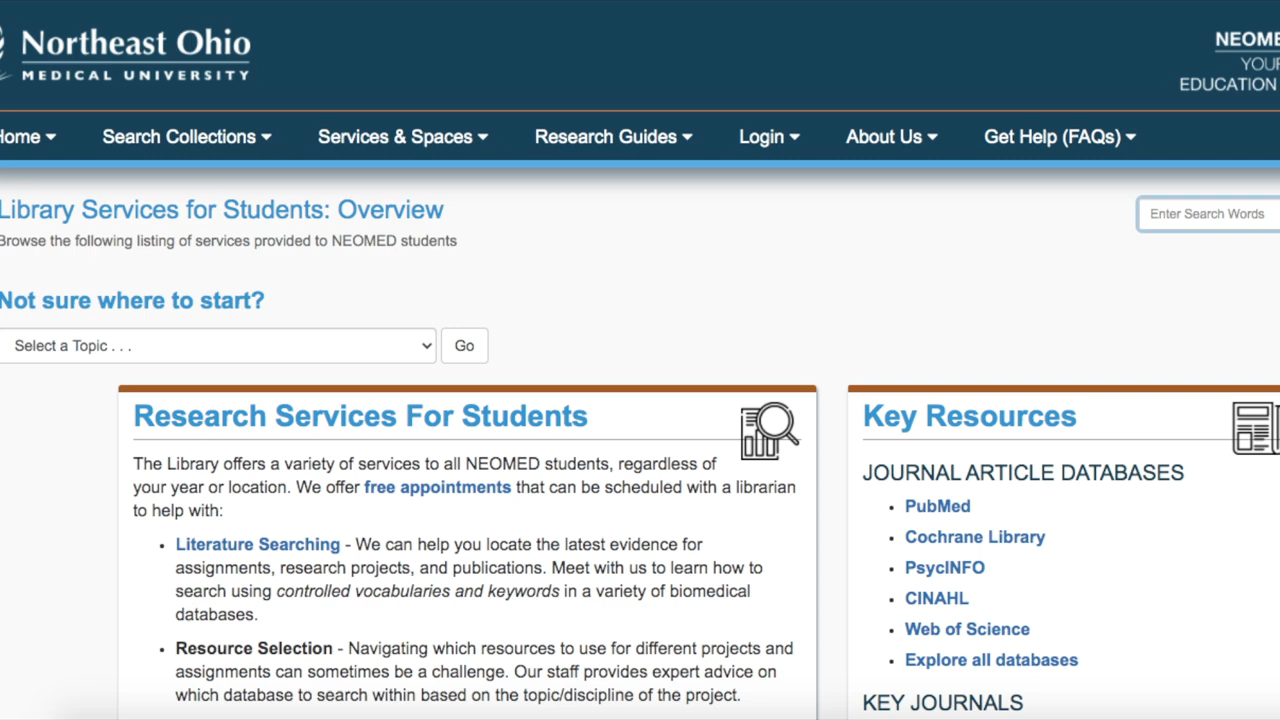 Northeast Ohio
MEDICAL UNIVERSITY
NEOME
YOUR
EDUCATION
Home
Search Collections
Services & Spaces
Research Guides
Login
About Us
Get Help (FAQs)
Library Services for Students: Overview
Enter Search Words
Browse the following listing of services provided to NEOMED students
Not sure where to start?
Select a Topic . . .
Go
Research Services For Students
The Library offers a variety of services to all NEOMED students, regardless of
your year or location. We offer free appointments that can be scheduled with a librarian
to help with:
• Literature Searching - We can help you locate the latest evidence for
assignments, research projects, and publications. Meet with us to learn how to
search using controlled vocabularies and keywords in a variety of biomedical
databases.
• Resource Selection - Navigating which resources to use for different projects and
assignments can sometimes be a challenge. Our staff provides expert advice on
which database to search within based on the topic/discipline of the project.
Key Resources
JOURNAL ARTICLE DATABASES
• PubMed
• Cochrane Library
• PsycINFO
• CINAHL
• Web of Science
• Explore all databases
KEY JOURNALS